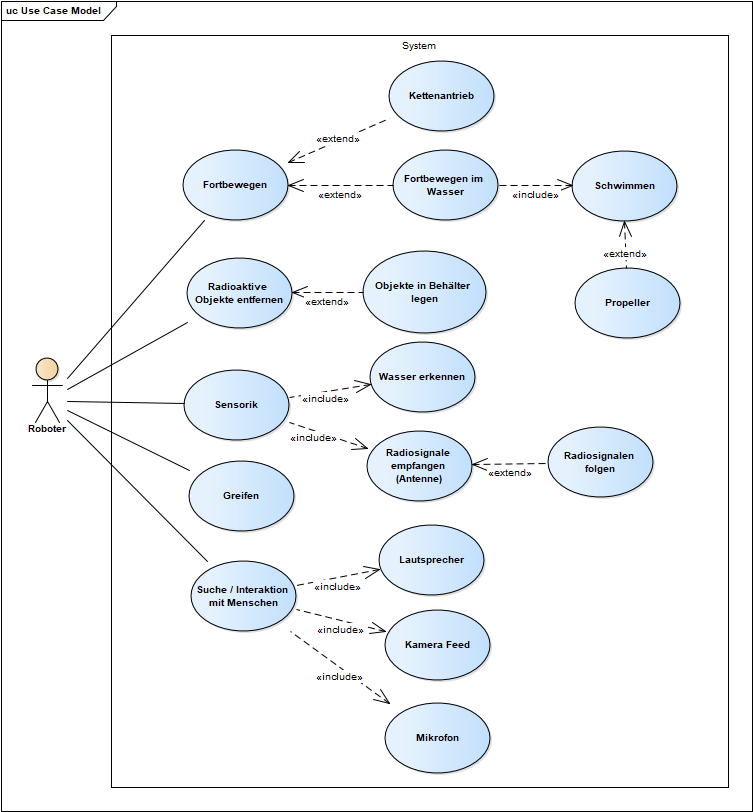 uc Use Case Model
System
Kettenantrieb
«extend»
Fortbewegen
Fortbewegen im
Wasser
Schwimmen
«extend»
«include»
«extend»
Radioaktive
Objekte entfernen
Objekte in Behälter
legen
Propeller
«extend»
Wasser erkennen
Sensorik
«include»
Roboter
«include»
Radiosignale
empfangen
(Antenne)
Radiosignalen
folgen
«extend»
Greifen
Lautsprecher
Suche / Interaktion
mit Menschen
«include»
«include»
Kamera Feed
«include»
Mikrofon